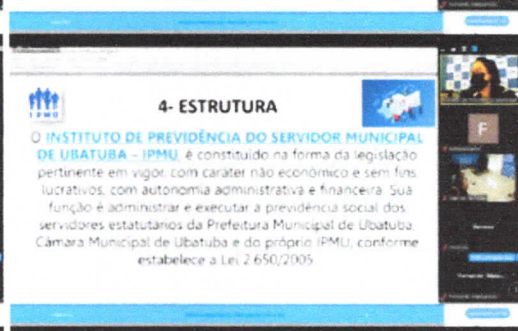 IPMU
4- ESTRUTURA
O INSTITUTO DE PREVIDÊNCIA DO SERVIDOR MUNICIPAL
DE UBATUBA - IPMU, é constituído na forma da legislação
pertinente em vigor, com caráter não econômico e sem fins
lucrativos, com autonomia administrativa e financeira. Sua
função é administrar e executar a previdência social dos
servidores estatutários da Prefeitura Municipal de Ubatuba,
Câmara Municipal de Ubatuba e do próprio IPMU, conforme
estabelece a Lei 2.650/2005
F